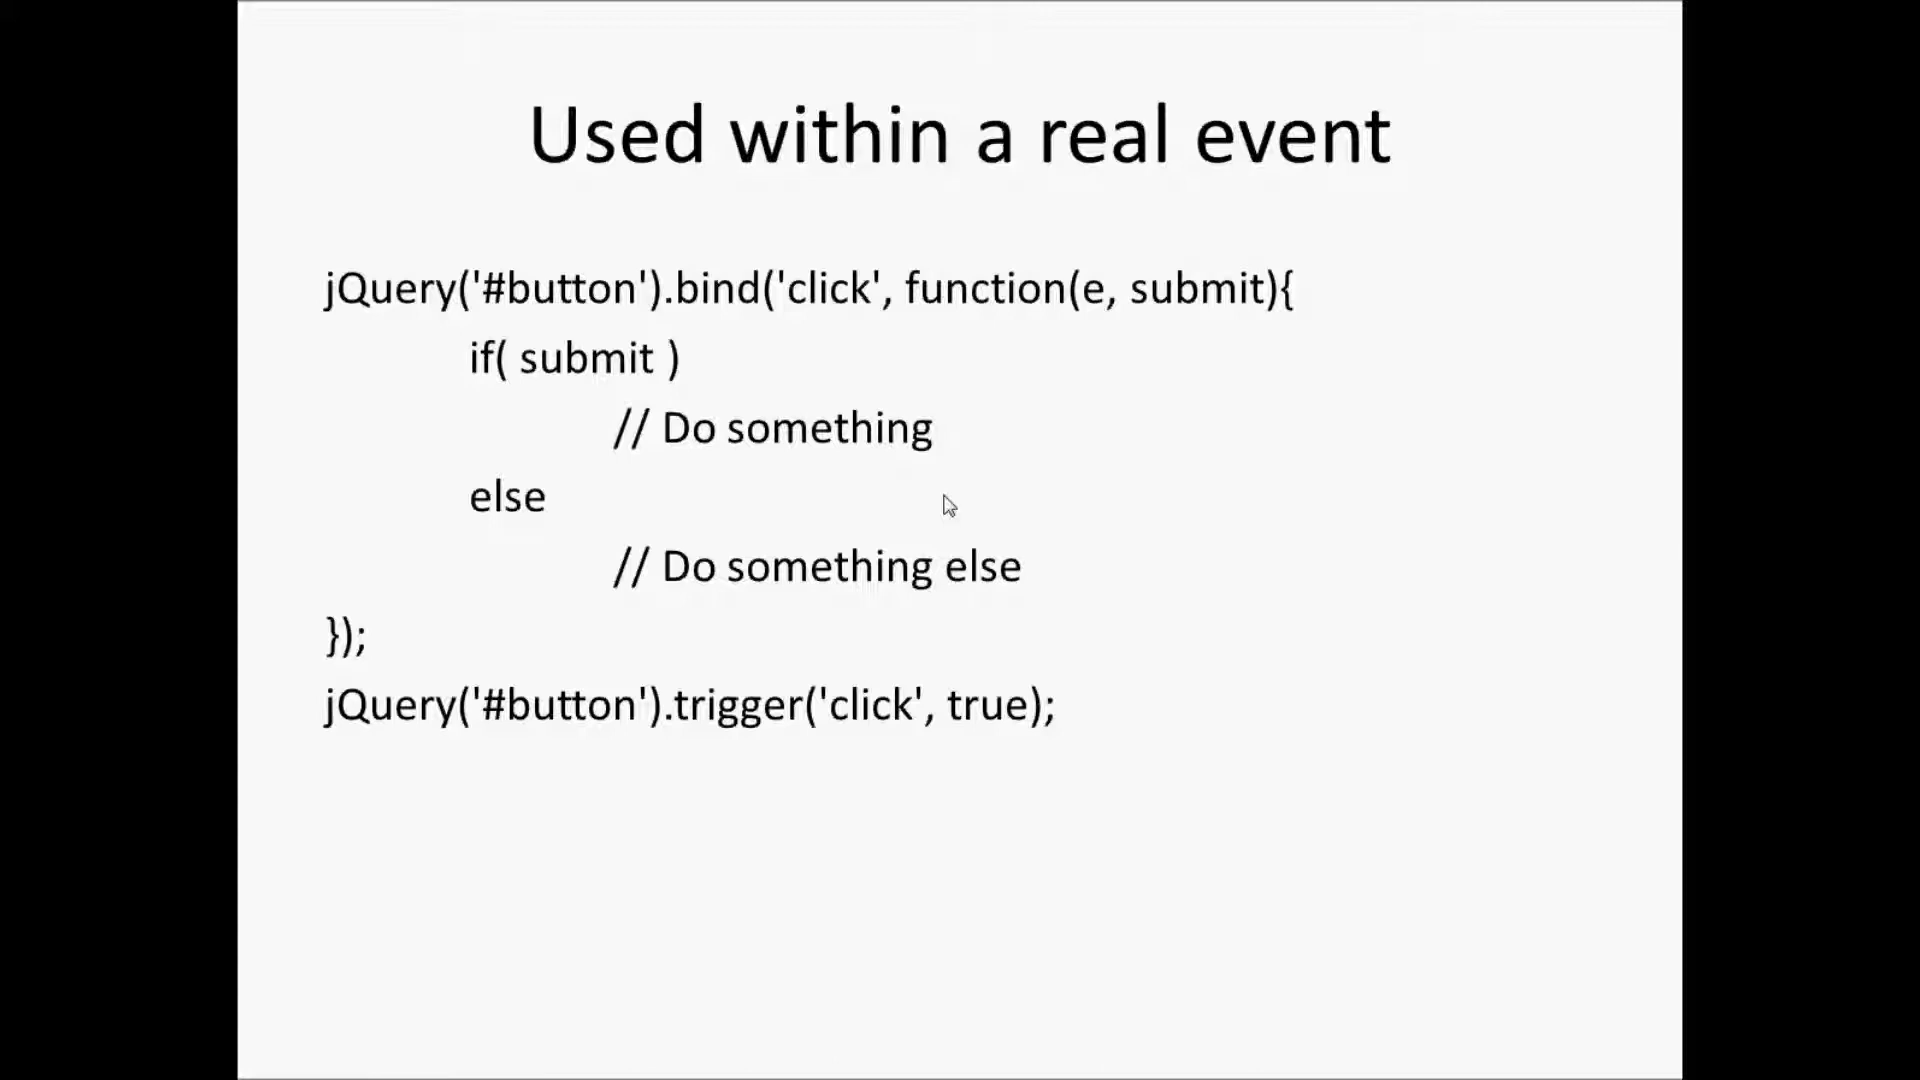 Used within a real event
jQuery('#button').bind('click', function(e, submit){
if( submit )
// Do something
else
// Do something else
});
jQuery('#button').trigger('click', true);